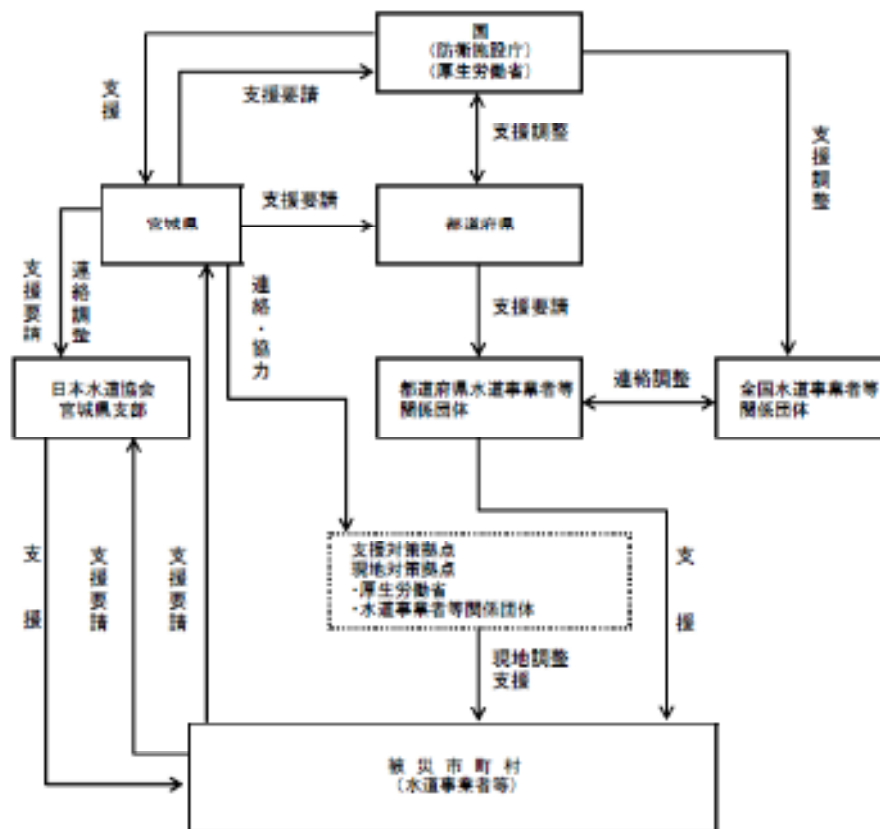 国
(防衛施設庁)
(厚生労働省)
支援
支援要請
支援調整
支援調整
宮城県
支援要請
都道府県
支援要請
連絡調整
連絡・協力
支援要請
日本水道協会
宮城県支部
都道府県水道事業者等
関係団体
連絡調整
全国水道事業者等
関係団体
支援
支援要請
支援要請
支援対策拠点
現地対策拠点
・厚生労働省
・水道事業者等関係団体
支援
現地調整
支援
被災市町村
(水道事業者等)